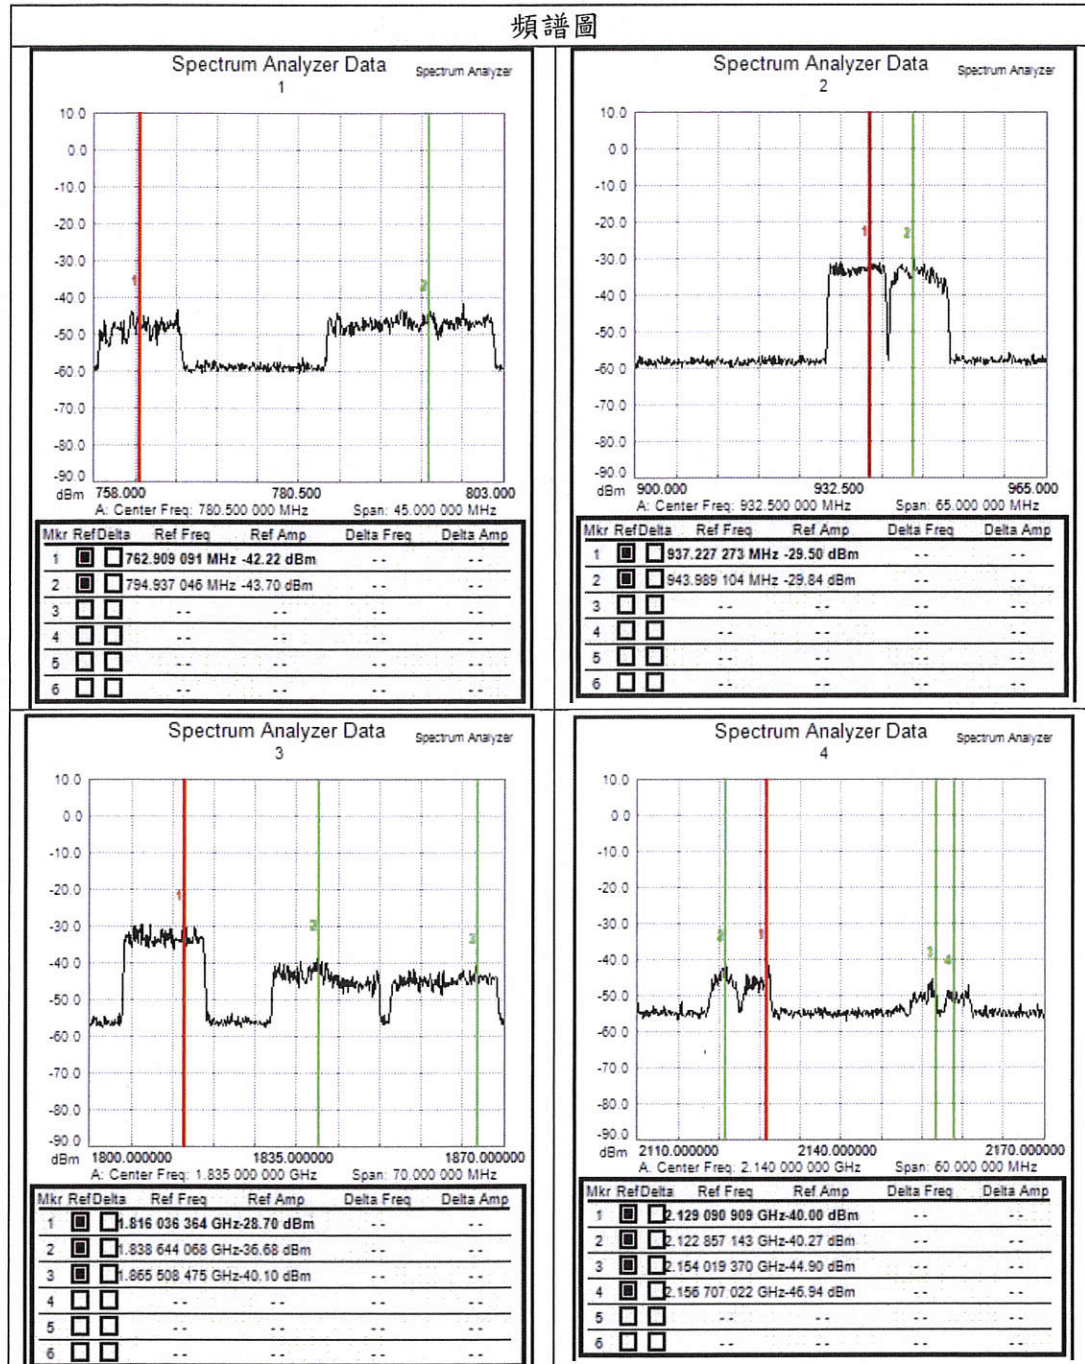 頻譜圖
Spectrum Analyzer Data Spectrum Analyzer
1
10.0
0.0
-10.0
-20.0
-30.0
-40.0
-50.0
-60.0
-70.0
-80.0
-90.0
1
2
dBm 758.000 780.500 803.000
A: Center Freq: 780.500 000 MHz Span: 45.000 000 MHz
Mkr Ref Delta Ref Freq Ref Amp Delta Freq Delta Amp
1 762.909 091 MHz -42.22 dBm -- --
2 794.937 046 MHz -43.70 dBm -- --
3 -- -- -- --
4 -- -- -- --
5 -- -- -- --
6 -- -- -- --
Spectrum Analyzer Data Spectrum Analyzer
2
10.0
0.0
-10.0
-20.0
-30.0
-40.0
-50.0
-60.0
-70.0
-80.0
-90.0
1
2
dBm 900.000 932.500 965.000
A: Center Freq: 932.500 000 MHz Span: 65.000 000 MHz
Mkr Ref Delta Ref Freq Ref Amp Delta Freq Delta Amp
1 937.227 273 MHz -29.50 dBm -- --
2 943.989 104 MHz -29.84 dBm -- --
3 -- -- -- --
4 -- -- -- --
5 -- -- -- --
6 -- -- -- --
Spectrum Analyzer Data Spectrum Analyzer
3
10.0
0.0
-10.0
-20.0
-30.0
-40.0
-50.0
-60.0
-70.0
-80.0
-90.0
1
2
3
dBm 1800.000000 1835.000000 1870.000000
A: Center Freq: 1.835 000 000 GHz Span: 70.000 000 MHz
Mkr Ref Delta Ref Freq Ref Amp Delta Freq Delta Amp
1 1.816 036 364 GHz-28.70 dBm -- --
2 1.838 644 068 GHz-36.68 dBm -- --
3 1.865 508 475 GHz-40.10 dBm -- --
4 -- -- -- --
5 -- -- -- --
6 -- -- -- --
Spectrum Analyzer Data Spectrum Analyzer
4
10.0
0.0
-10.0
-20.0
-30.0
-40.0
-50.0
-60.0
-70.0
-80.0
-90.0
2
1
3
4
dBm 2110.000000 2140.000000 2170.000000
A: Center Freq: 2.140 000 000 GHz Span: 60.000 000 MHz
Mkr Ref Delta Ref Freq Ref Amp Delta Freq Delta Amp
1 2.129 090 909 GHz-40.00 dBm -- --
2 2.122 857 143 GHz-40.27 dBm -- --
3 2.154 019 370 GHz-44.90 dBm -- --
4 2.156 707 022 GHz-46.94 dBm -- --
5 -- -- -- --
6 -- -- -- --